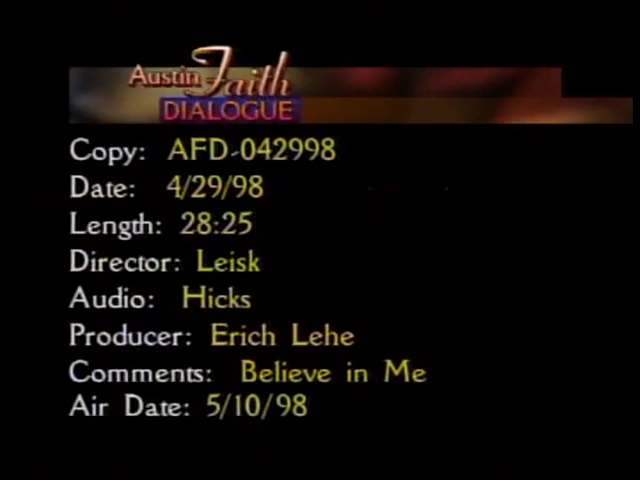 Austin Faith
DIALOGUE
Copy: AFD-042998
Date: 4/29/98
Length: 28:25
Director: Leisk
Audio: Hicks
Producer: Erich Lehe
Comments: Believe in Me
Air Date: 5/10/98